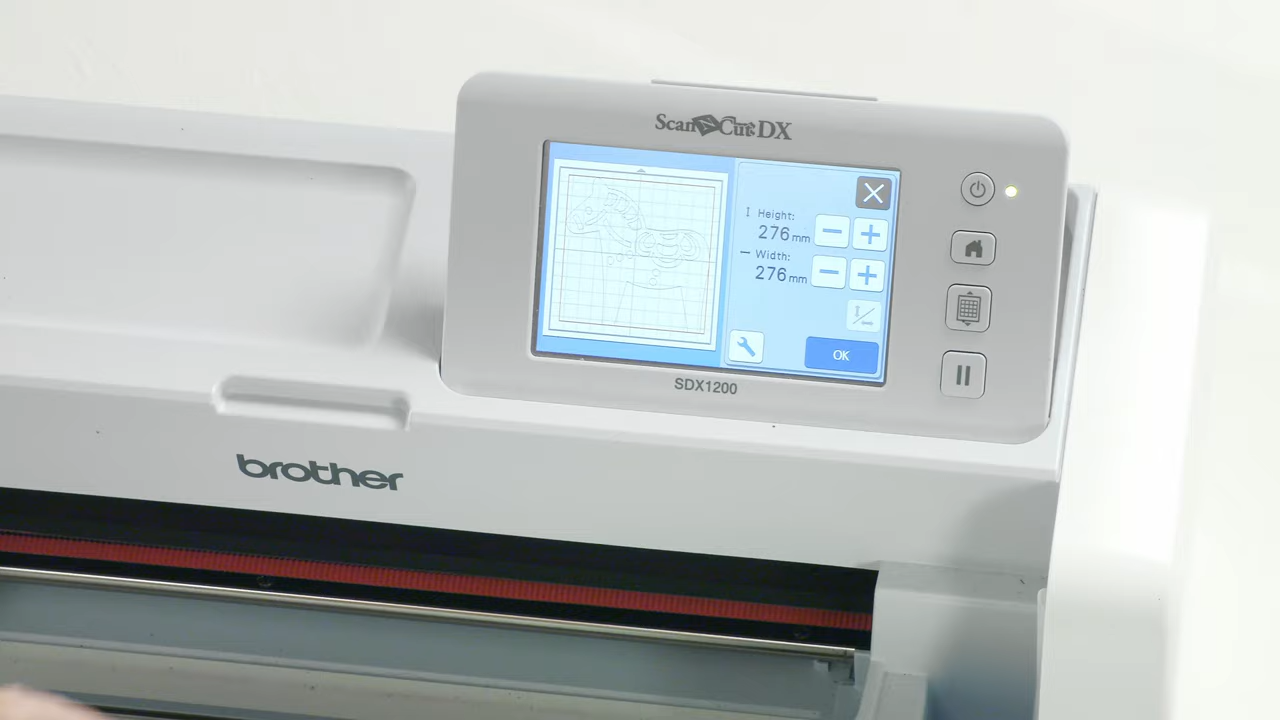 ScanNCut DX
Height:
276 mm
Width:
276 mm
OK
SDX1200
brother